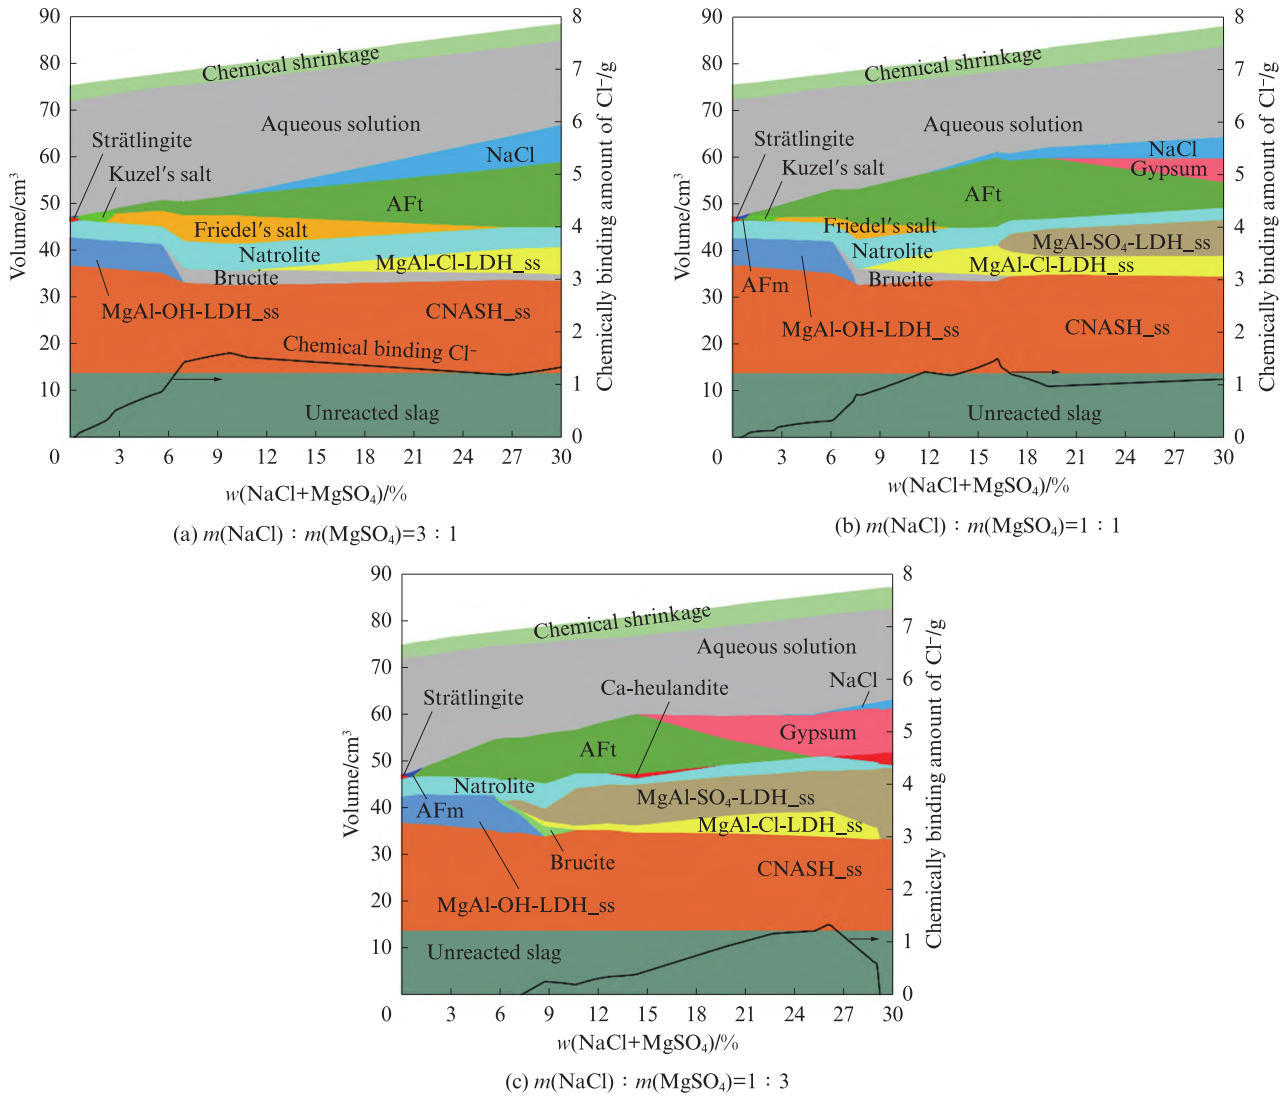 90
80
70
60
50
40
30
20
10
0
3
6
9
12
15
18
21
24
27
30
8
7
6
5
4
3
2
1
0
Volume/cm³
Chemically binding amount of Cl⁻/g
Chemical shrinkage
Aqueous solution
Strätlingite
Kuzel's salt
NaCl
AFt
Friedel's salt
Natrolite
MgAl-Cl-LDH_ss
Brucite
MgAl-OH-LDH_ss
CNASH_ss
Chemical binding Cl⁻
Unreacted slag
w(NaCl+MgSO₄)/%
(a) m(NaCl)∶m(MgSO₄)=3∶1
90
80
70
60
50
40
30
20
10
0
3
6
9
12
15
18
21
24
27
30
8
7
6
5
4
3
2
1
0
Volume/cm³
Chemically binding amount of Cl⁻/g
Chemical shrinkage
Aqueous solution
Strätlingite
Kuzel's salt
NaCl
Gypsum
AFt
Friedel's salt
Natrolite
MgAl-SO₄-LDH_ss
MgAl-Cl-LDH_ss
Brucite
AFm
MgAl-OH-LDH_ss
CNASH_ss
Unreacted slag
w(NaCl+MgSO₄)/%
(b) m(NaCl)∶m(MgSO₄)=1∶1
90
80
70
60
50
40
30
20
10
0
3
6
9
12
15
18
21
24
27
30
8
7
6
5
4
3
2
1
0
Volume/cm³
Chemically binding amount of Cl⁻/g
Chemical shrinkage
Aqueous solution
Strätlingite
Ca-heulandite
NaCl
Gypsum
AFt
Natrolite
MgAl-SO₄-LDH_ss
AFm
MgAl-Cl-LDH_ss
Brucite
CNASH_ss
MgAl-OH-LDH_ss
Unreacted slag
w(NaCl+MgSO₄)/%
(c) m(NaCl)∶m(MgSO₄)=1∶3